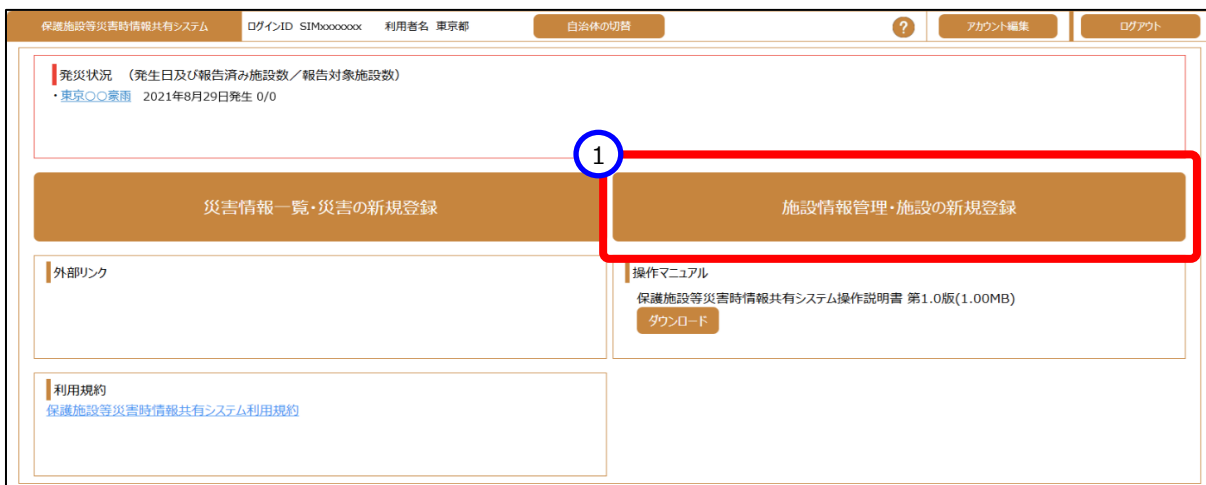 保護施設等災害時情報共有システム ログインID SIMxxxxxxx 利用者名 東京都 自治体の切替 ? アカウント編集 ログアウト
発災状況 （発生日及び報告済み施設数／報告対象施設数）
・東京〇〇豪雨 2021年8月29日発生 0/0
1
災害情報一覧・災害の新規登録 施設情報管理・施設の新規登録
外部リンク
操作マニュアル
保護施設等災害時情報共有システム操作説明書 第1.0版(1.00MB)
ダウンロード
利用規約
保護施設等災害時情報共有システム利用規約